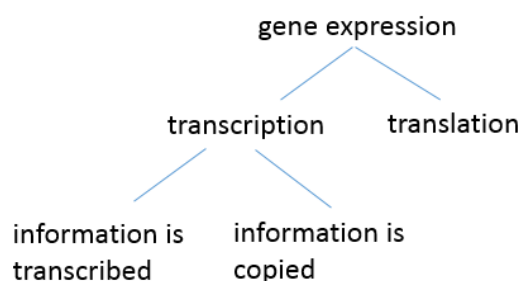 gene expression
transcription
translation
information is
transcribed
information is
copied